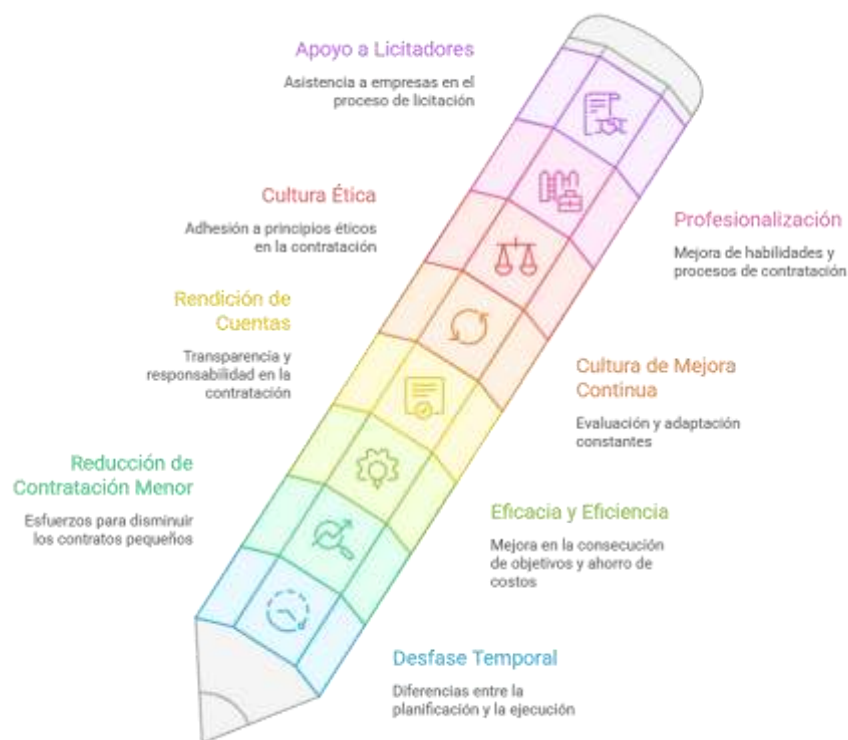 Apoyo a Licitadores
Asistencia a empresas en el
proceso de licitación
Cultura Ética
Adhesión a principios éticos
en la contratación
Profesionalización
Mejora de habilidades y
procesos de contratación
Rendición de
Cuentas
Transparencia y
responsabilidad en la
contratación
Cultura de Mejora
Continua
Evaluación y adaptación
constantes
Reducción de
Contratación Menor
Esfuerzos para disminuir
los contratos pequeños
Eficacia y Eficiencia
Mejora en la consecución
de objetivos y ahorro de
costos
Desfase Temporal
Diferencias entre la
planificación y la ejecución